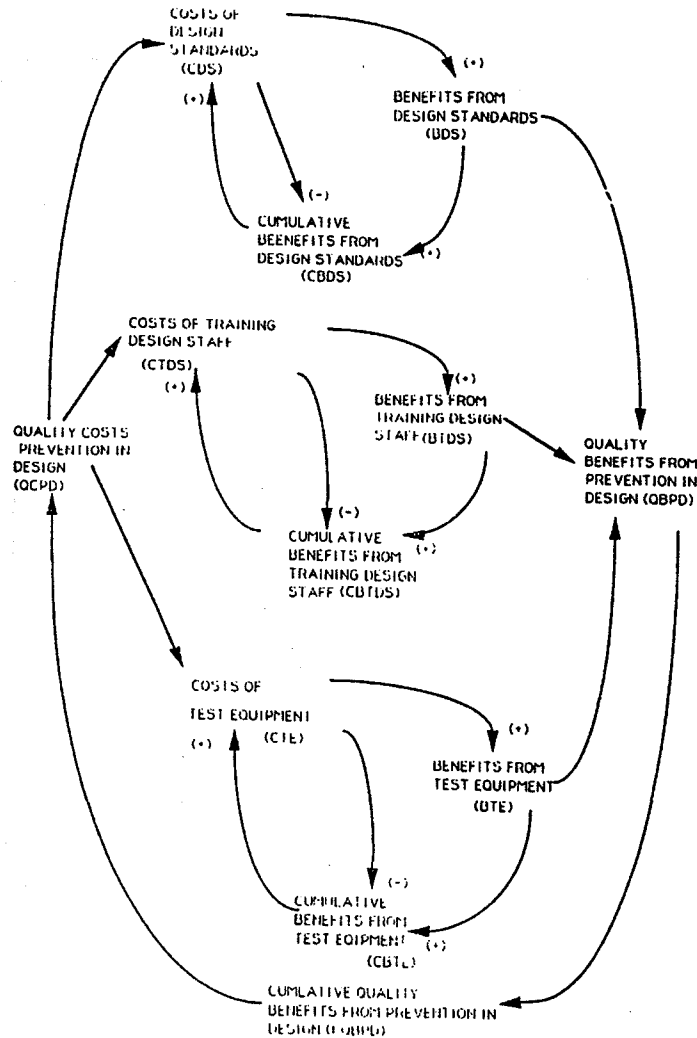 COSTS OF
DESIGN
STANDARDS
(CDS)
(+)
(+)
BENEFITS FROM
DESIGN STANDARDS
(BDS)
(-)
CUMULATIVE
BEENEFITS FROM
DESIGN STANDARDS
(+)
(CBDS)
COSTS OF TRAINING
DESIGN STAFF
(CTDS)
(+)
(+)
BENEFITS FROM
TRAINING DESIGN
STAFF (BTDS)
QUALITY COSTS
PREVENTION IN
DESIGN
(QCPD)
QUALITY
BENEFITS FROM
PREVENTION IN
DESIGN (QBPD)
(-)
CUMULATIVE
BENEFITS FROM
TRAINING DESIGN
STAFF (CBTDS)
(+)
COSTS OF
TEST EQUIPMENT
(CTE)
(+)
(+)
BENEFITS FROM
TEST EQUIPMENT
(BTE)
(-)
CUMULATIVE
BENEFITS FROM
TEST EQIPMENT
(+)
(CBTE)
CUMLATIVE QUALITY
BENEFITS FROM PREVENTION IN
DESIGN (CQBPD)